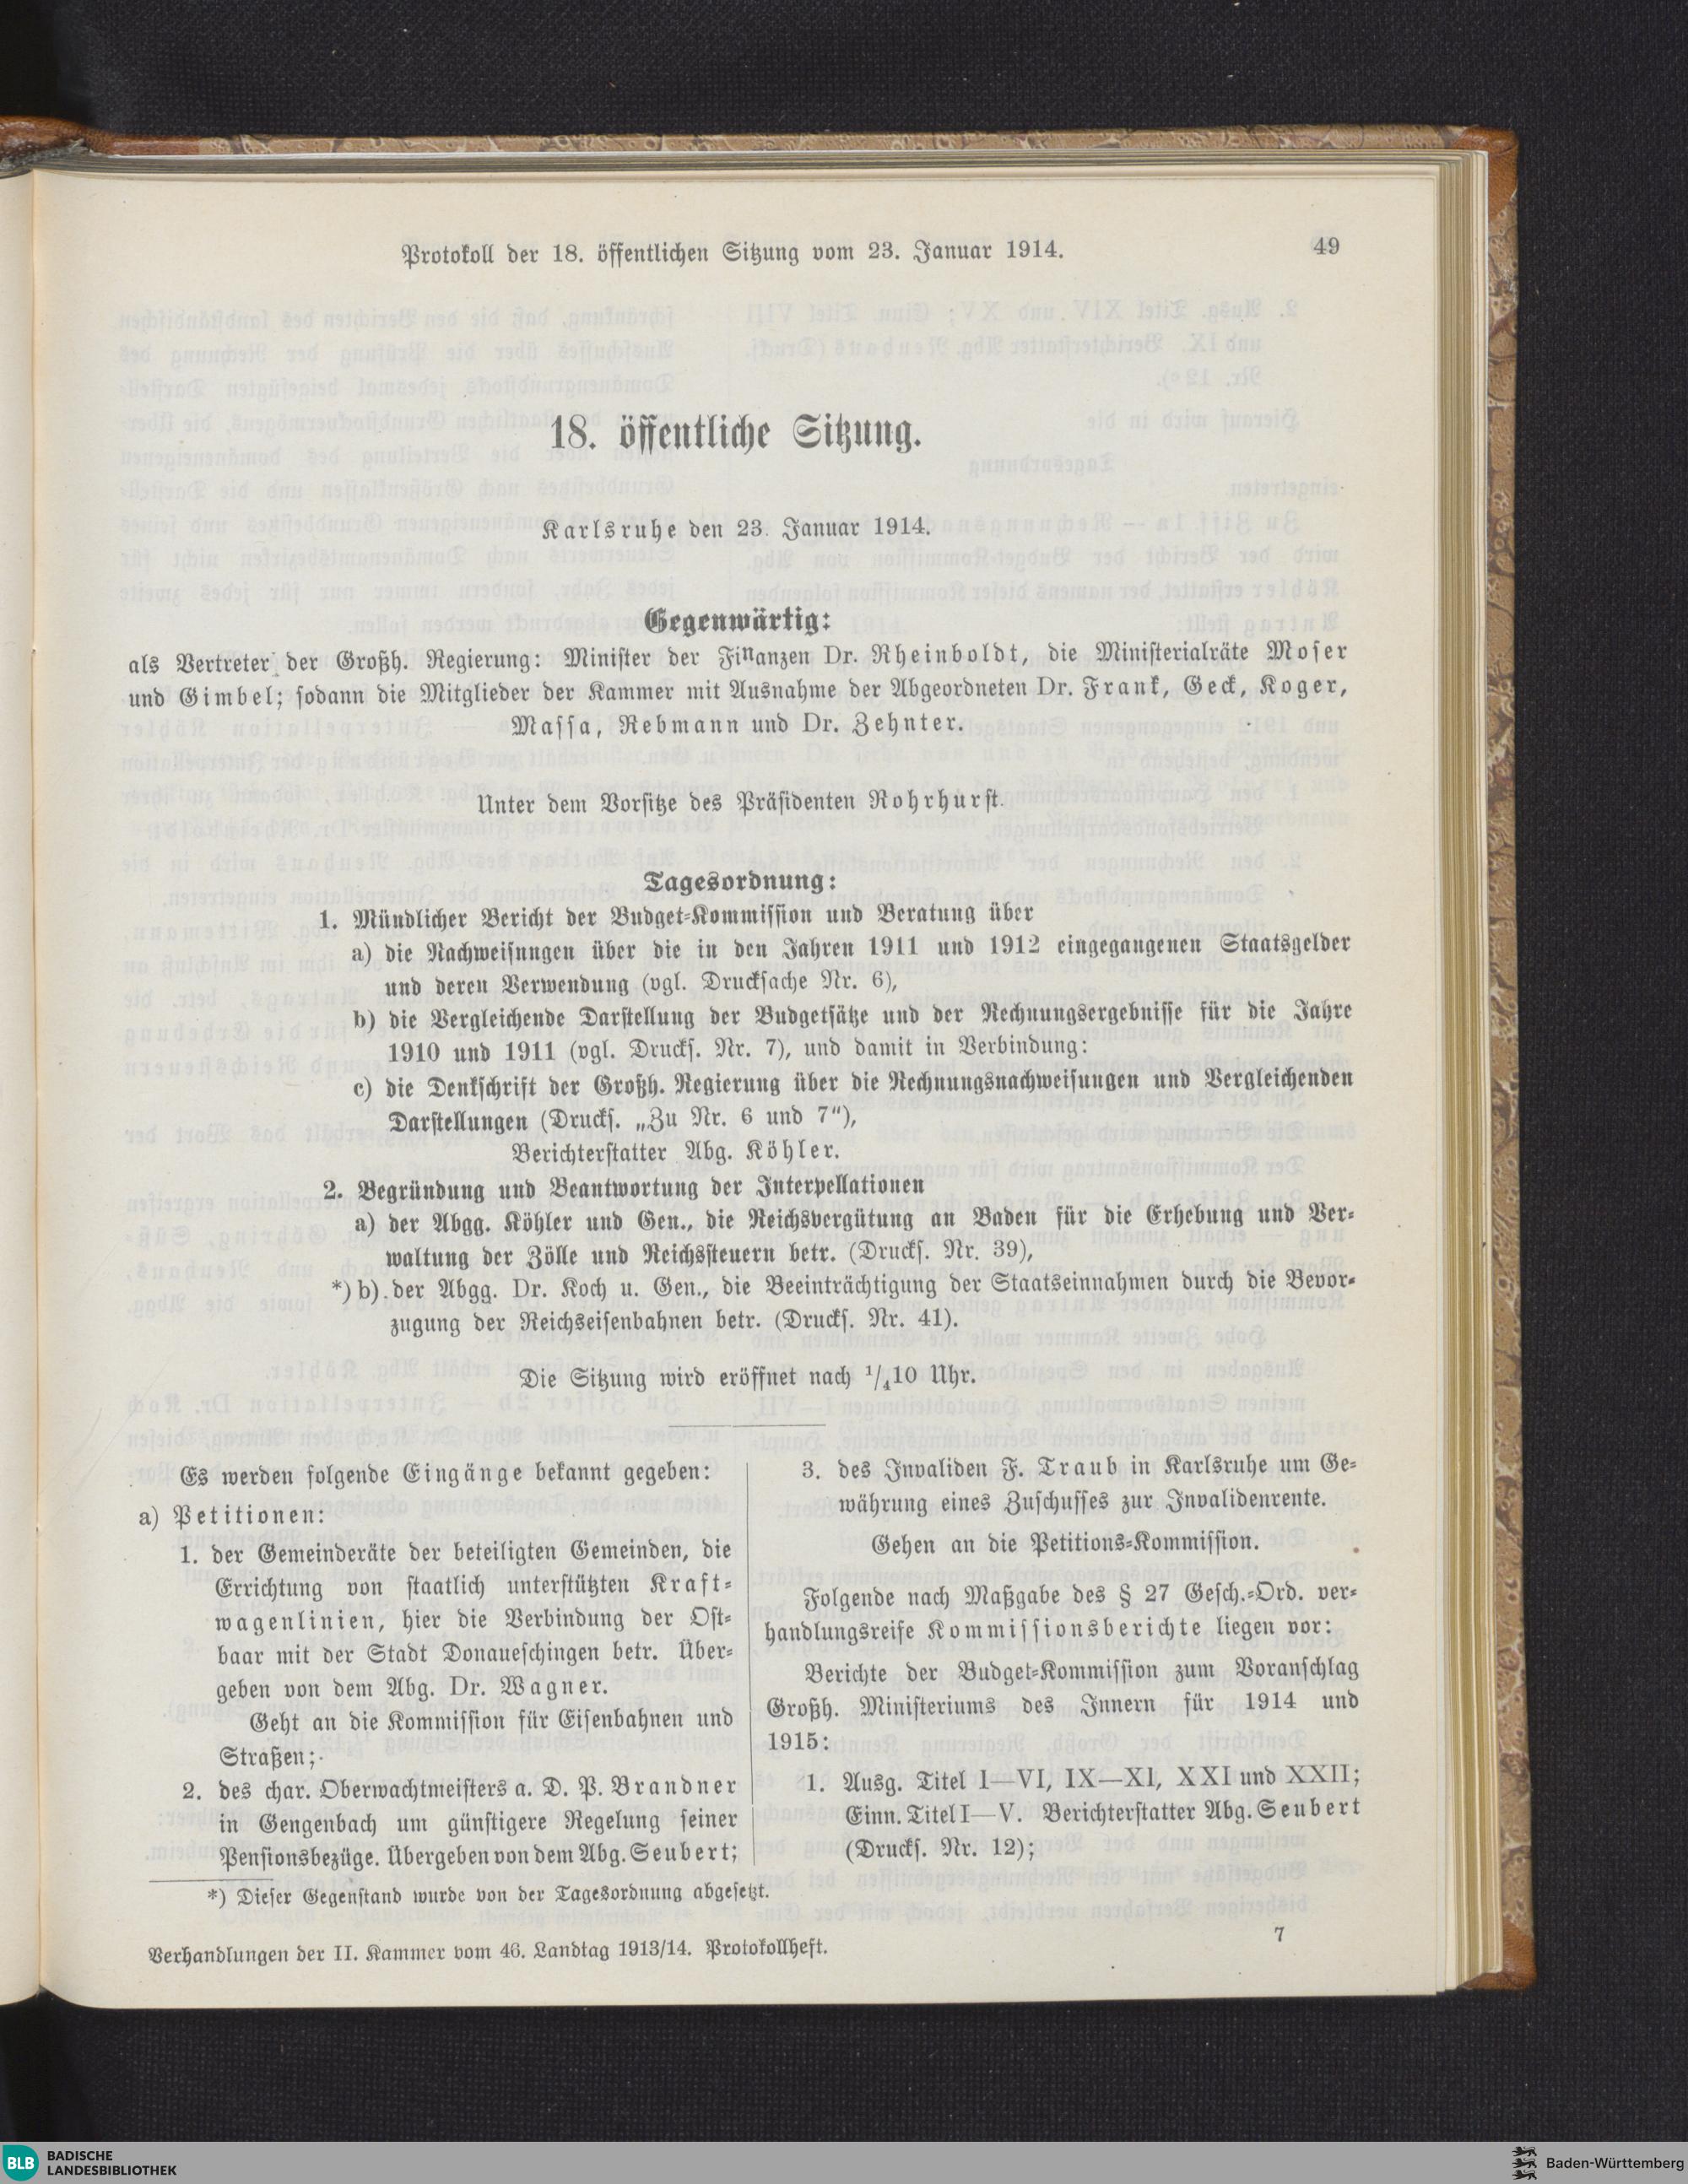 Protokoll der 18. öffentlichen Sitzung vom 23. Januar 1914.
49
18. öffentliche Sitzung.
Karlsruhe den 23. Januar 1914.
Gegenwärtig:
als Vertreter der Großh. Regierung: Minister der Finanzen Dr. Rheinboldt, die Ministerialräte Moser
und Gimbel; sodann die Mitglieder der Kammer mit Ausnahme der Abgeordneten Dr. Frank, Geck, Koger,
Massa, Rebmann und Dr. Zehnter.
Unter dem Vorsitze des Präsidenten Rohrhurst.
Tagesordnung:
1. Mündlicher Bericht der Budget-Kommission und Beratung über
a) die Nachweisungen über die in den Jahren 1911 und 1912 eingegangenen Staatsgelder
und deren Verwendung (vgl. Drucksache Nr. 6),
b) die Vergleichende Darstellung der Budgetsätze und der Rechnungsergebnisse für die Jahre
1910 und 1911 (vgl. Drucks. Nr. 7), und damit in Verbindung:
c) die Denkschrift der Großh. Regierung über die Rechnungsnachweisungen und Vergleichenden
Darstellungen (Drucks. „Zu Nr. 6 und 7“),
Berichterstatter Abg. Köhler.
2. Begründung und Beantwortung der Interpellationen
a) der Abgg. Köhler und Gen., die Reichsvergütung an Baden für die Erhebung und Ver-
waltung der Zölle und Reichssteuern betr. (Drucks. Nr. 39),
*) b) der Abgg. Dr. Koch u. Gen., die Beeinträchtigung der Staatseinnahmen durch die Bevor-
zugung der Reichseisenbahnen betr. (Drucks. Nr. 41).
Die Sitzung wird eröffnet nach 1/4 10 Uhr.
Es werden folgende Eingänge bekannt gegeben:
a) Petitionen:
1. der Gemeinderäte der beteiligten Gemeinden, die
Errichtung von staatlich unterstützten Kraft-
wagenlinien, hier die Verbindung der Ost-
baar mit der Stadt Donaueschingen betr. Über-
geben von dem Abg. Dr. Wagner.
Geht an die Kommission für Eisenbahnen und
Straßen;
2. des char. Oberwachtmeisters a. D. P. Brandner
in Gengenbach um günstigere Regelung seiner
Pensionsbezüge. Übergeben von dem Abg. Seubert;
3. des Invaliden F. Traub in Karlsruhe um Ge-
währung eines Zuschusses zur Invalidenrente.
Gehen an die Petitions-Kommission.
Folgende nach Maßgabe des § 27 Gesch.-Ord. ver-
handlungsreife Kommissionsberichte liegen vor:
Berichte der Budget-Kommission zum Voranschlag
Großh. Ministeriums des Innern für 1914 und
1915:
1. Ausg. Titel I—VI, IX—XI, XXI und XXII;
Einn. Titel I—V. Berichterstatter Abg. Seubert
(Drucks. Nr. 12);
*) Dieser Gegenstand wurde von der Tagesordnung abgesetzt.
Verhandlungen der II. Kammer vom 46. Landtag 1913/14. Protokollheft.
7
BLB BADISCHE
LANDESBIBLIOTHEK
Baden-Württemberg